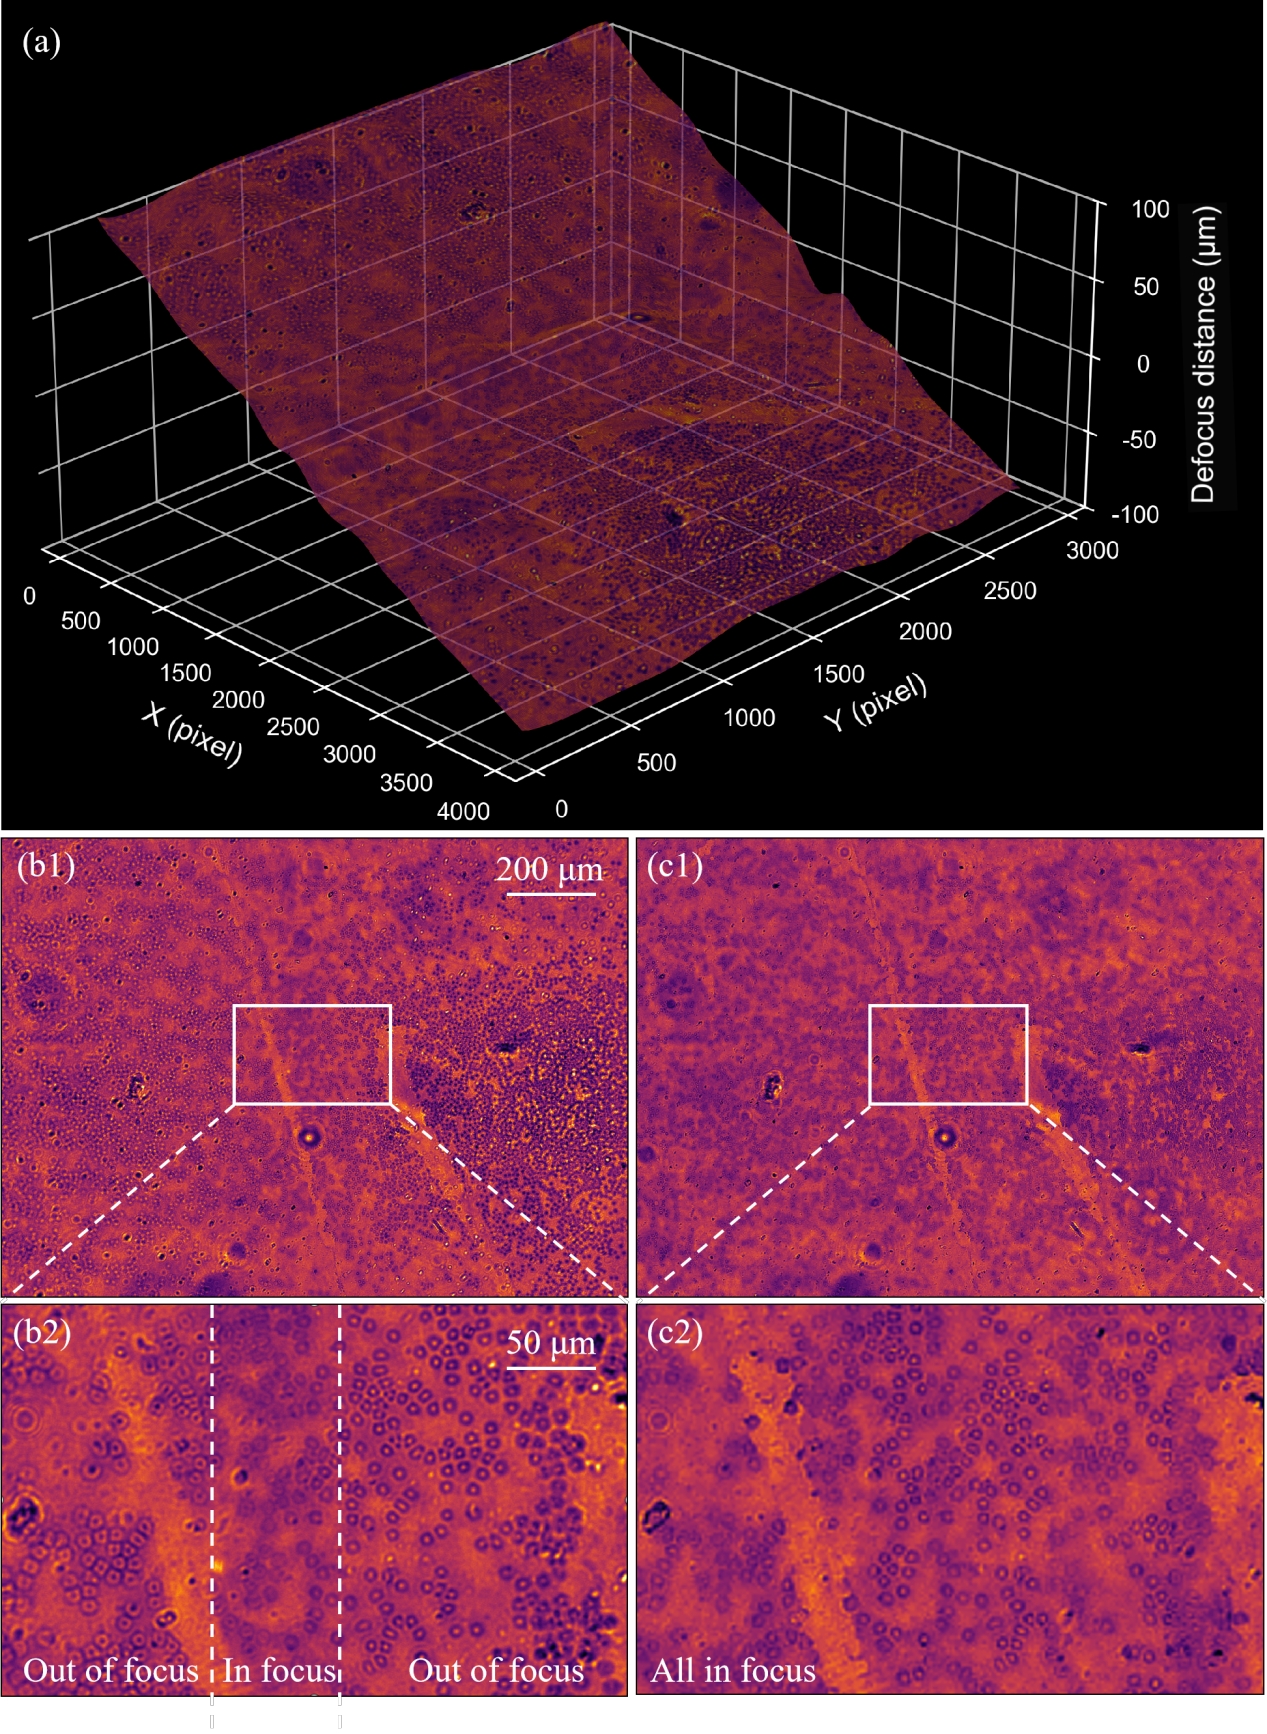 (a)
100
50
0
-50
-100
Defocus distance (μm)
0
500
1000
1500
2000
2500
3000
3500
4000
X (pixel)
0
500
1000
1500
2000
2500
3000
Y (pixel)
(b1)
200 μm
(c1)
(b2)
50 μm
Out of focus
In focus
Out of focus
(c2)
All in focus